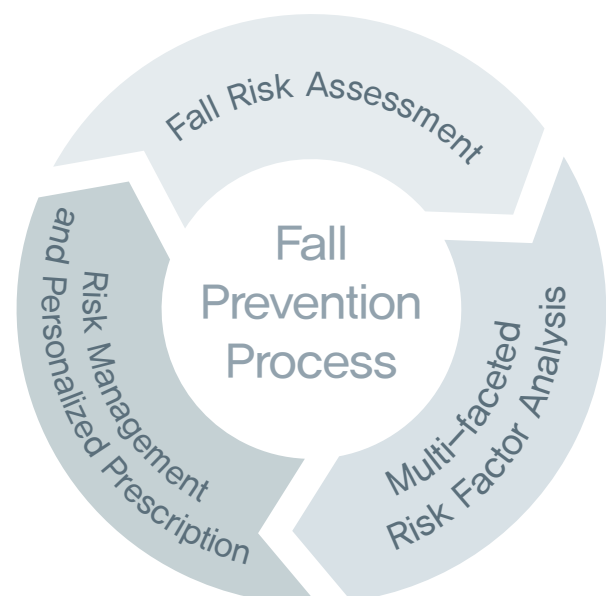 Fall Risk Assessment
Fall
Prevention
Process
Multi-faceted
Risk Factor Analysis
Risk Management
and Personalized Prescription